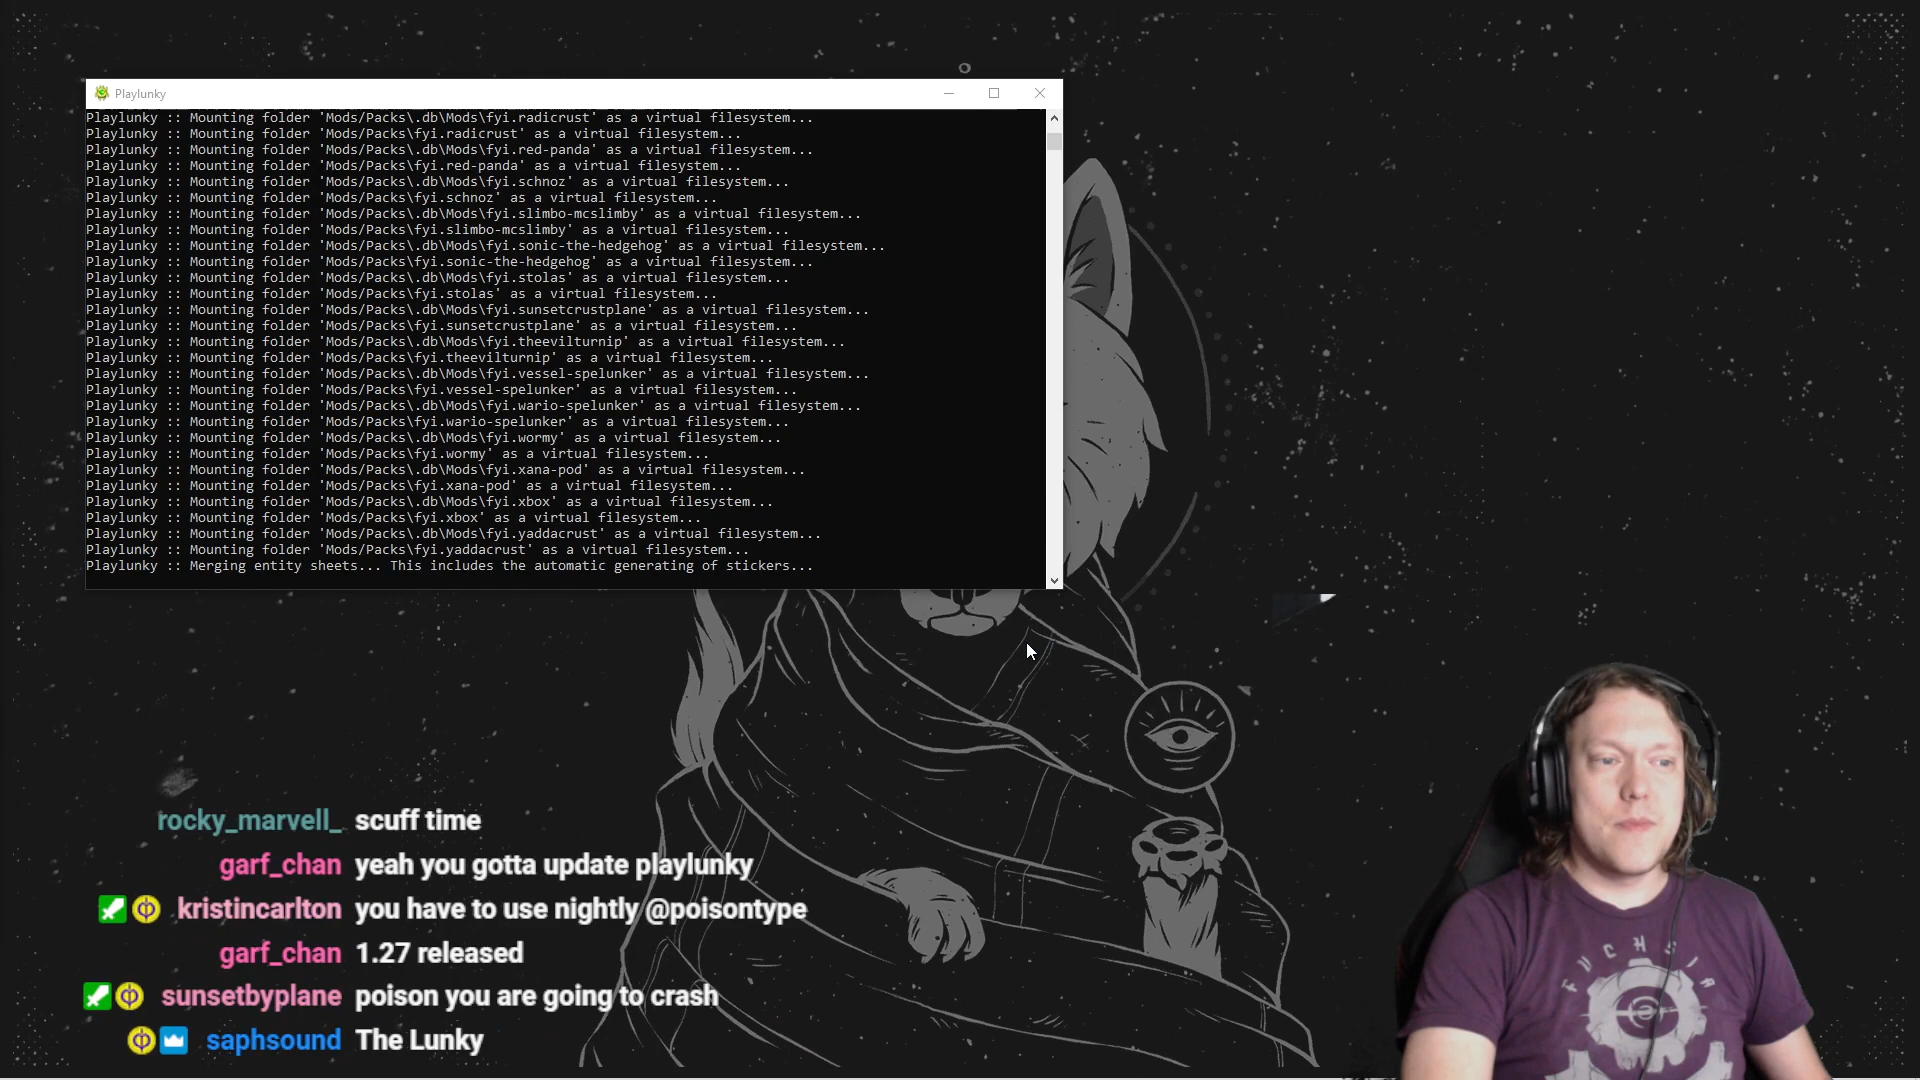 Playlunky
Playlunky :: Mounting folder 'Mods/Packs\.db\Mods\fyi.radicrust' as a virtual filesystem...
Playlunky :: Mounting folder 'Mods/Packs\fyi.radicrust' as a virtual filesystem...
Playlunky :: Mounting folder 'Mods/Packs\.db\Mods\fyi.red-panda' as a virtual filesystem...
Playlunky :: Mounting folder 'Mods/Packs\fyi.red-panda' as a virtual filesystem...
Playlunky :: Mounting folder 'Mods/Packs\.db\Mods\fyi.schnoz' as a virtual filesystem...
Playlunky :: Mounting folder 'Mods/Packs\fyi.schnoz' as a virtual filesystem...
Playlunky :: Mounting folder 'Mods/Packs\.db\Mods\fyi.slimbo-mcslimby' as a virtual filesystem...
Playlunky :: Mounting folder 'Mods/Packs\fyi.slimbo-mcslimby' as a virtual filesystem...
Playlunky :: Mounting folder 'Mods/Packs\.db\Mods\fyi.sonic-the-hedgehog' as a virtual filesystem...
Playlunky :: Mounting folder 'Mods/Packs\fyi.sonic-the-hedgehog' as a virtual filesystem...
Playlunky :: Mounting folder 'Mods/Packs\.db\Mods\fyi.stolas' as a virtual filesystem...
Playlunky :: Mounting folder 'Mods/Packs\fyi.stolas' as a virtual filesystem...
Playlunky :: Mounting folder 'Mods/Packs\.db\Mods\fyi.sunsetcrustplane' as a virtual filesystem...
Playlunky :: Mounting folder 'Mods/Packs\fyi.sunsetcrustplane' as a virtual filesystem...
Playlunky :: Mounting folder 'Mods/Packs\.db\Mods\fyi.theevilturnip' as a virtual filesystem...
Playlunky :: Mounting folder 'Mods/Packs\fyi.theevilturnip' as a virtual filesystem...
Playlunky :: Mounting folder 'Mods/Packs\.db\Mods\fyi.vessel-spelunker' as a virtual filesystem...
Playlunky :: Mounting folder 'Mods/Packs\fyi.vessel-spelunker' as a virtual filesystem...
Playlunky :: Mounting folder 'Mods/Packs\.db\Mods\fyi.wario-spelunker' as a virtual filesystem...
Playlunky :: Mounting folder 'Mods/Packs\fyi.wario-spelunker' as a virtual filesystem...
Playlunky :: Mounting folder 'Mods/Packs\.db\Mods\fyi.wormy' as a virtual filesystem...
Playlunky :: Mounting folder 'Mods/Packs\fyi.wormy' as a virtual filesystem...
Playlunky :: Mounting folder 'Mods/Packs\.db\Mods\fyi.xana-pod' as a virtual filesystem...
Playlunky :: Mounting folder 'Mods/Packs\fyi.xana-pod' as a virtual filesystem...
Playlunky :: Mounting folder 'Mods/Packs\.db\Mods\fyi.xbox' as a virtual filesystem...
Playlunky :: Mounting folder 'Mods/Packs\fyi.xbox' as a virtual filesystem...
Playlunky :: Mounting folder 'Mods/Packs\.db\Mods\fyi.yaddacrust' as a virtual filesystem...
Playlunky :: Mounting folder 'Mods/Packs\fyi.yaddacrust' as a virtual filesystem...
Playlunky :: Merging entity sheets... This includes the automatic generating of stickers...
rocky_marvell_ scuff time
garf_chan yeah you gotta update playlunky
kristincarlton you have to use nightly @poisontype
garf_chan 1.27 released
sunsetbyplane poison you are going to crash
saphsound The Lunky
FUCHSIA